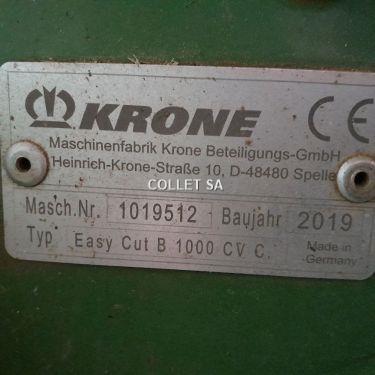 KRONE CE
Maschinenfabrik Krone Beteiligungs-GmbH
Heinrich-Krone-Straße 10, D-48480 Spelle
COLLET SA
Masch.Nr. 1019512 Baujahr 2019
Typ Easy Cut B 1000 CV C Made in
Germany